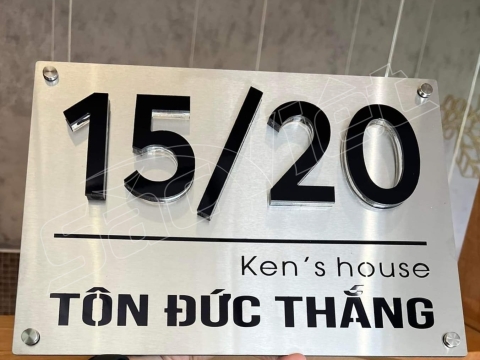 15/20
Ken's house
TÔN ĐỨC THẮNG